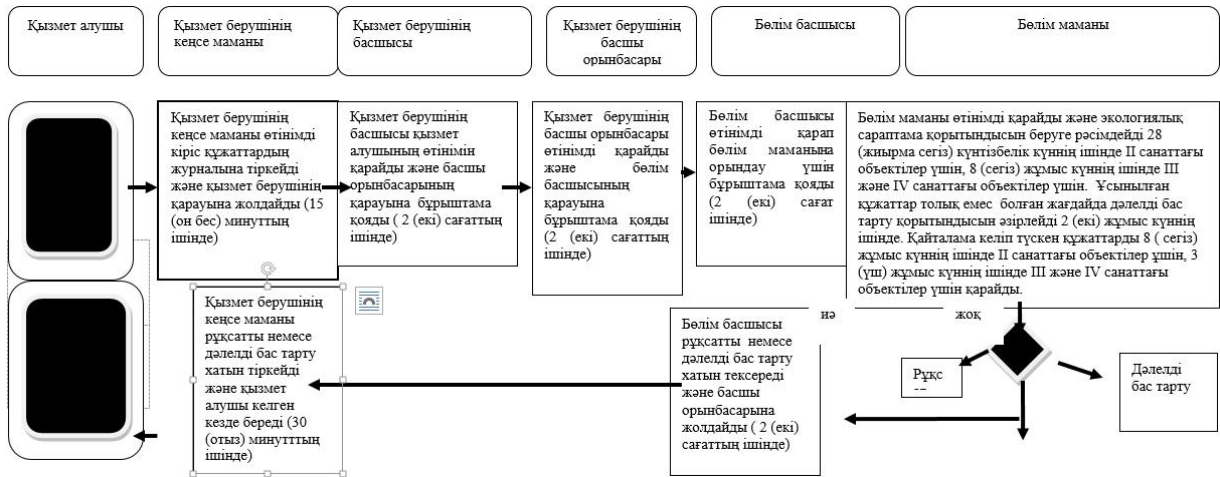 Қызмет алушы
Қызмет берушінің
кеңсе маманы
Қызмет берушінің
басшысы
Қызмет берушінің
басшы
орынбасары
Бөлім басшысы
Бөлім маманы
Қызмет берушінің
кеңсе маманы өтінімді
кіріс құжаттардың
журналына тіркейді
және қызмет берушінің
қарауына жолдайды (15
(он бес) минуттың
ішінде)
Қызмет берушінің
басшысы қызмет
алушының өтінімін
қарайды және басшы
орынбасарының
қарауына бұрыштама
қояды ( 2 (екі) сағаттың
ішінде)
Қызмет берушінің
басшы орынбасары
өтінімді қарайды
және бөлім
басшысының
қарауына
бұрыштама қояды
(2 (екі) сағаттың
ішінде)
Бөлім басшысы
өтінімді қарап
бөлім маманына
орындау үшін
бұрыштама қояды
(2 (екі) сағат
ішінде)
Бөлім маманы өтінімді қарайды және экологиялық
сараптама қорытындысын беруге рәсімдейді 28
(жиырма сегіз) күнтізбелік күннің ішінде II санаттағы
объектілер үшін, 8 (сегіз) жұмыс күннің ішінде III
және IV санаттағы объектілер үшін. Ұсынылған
құжаттар толық емес болған жағдайда дәлелді бас
тарту қорытындысын әзірлейді 2 (екі) жұмыс күннің
ішінде. Қайталама келіп түскен құжаттарды 8 ( сегіз)
жұмыс күннің ішінде II санаттағы объектілер ұшін, 3
(үш) жұмыс күннің ішінде III және IV санаттағы
объектілер үшін қарайды.
Қызмет берушінің
кеңсе маманы
рұқсатты немесе
дәлелді бас тарту
хатын тіркейді
және қызмет
алушы келген
кезде береді (30
(отыз) минутттың
ішінде)
Бөлім басшысы
рұқсатты немесе
дәлелді бас тарту
хатын тексереді
және басшы
орынбасарына
жолдайды ( 2 (екі)
сағаттың ішінде)
иә
жоқ
Рұқс
Дәлелді
бас тарту